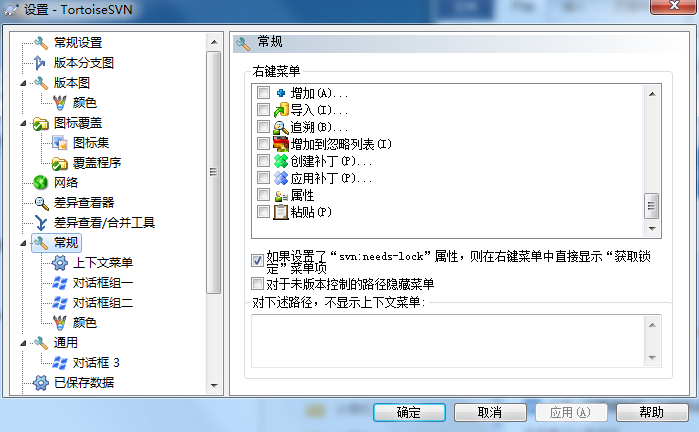 设置 - TortoiseSVN
常规设置
版本分支图
版本图
颜色
图标覆盖
图标集
覆盖程序
网络
差异查看器
差异查看/合并工具
常规
上下文菜单
对话框组一
对话框组二
颜色
通用
对话框 3
已保存数据
常规
右键菜单
增加(A)...
导入(I)...
追溯(B)...
增加到忽略列表(I)
创建补丁(P)...
应用补丁(P)...
属性
粘贴(P)
如果设置了“svn:needs-lock”属性，则在右键菜单中直接显示“获取锁
定”菜单项
对于未版本控制的路径隐藏菜单
对下述路径，不显示上下文菜单:
确定
取消
应用(A)
帮助